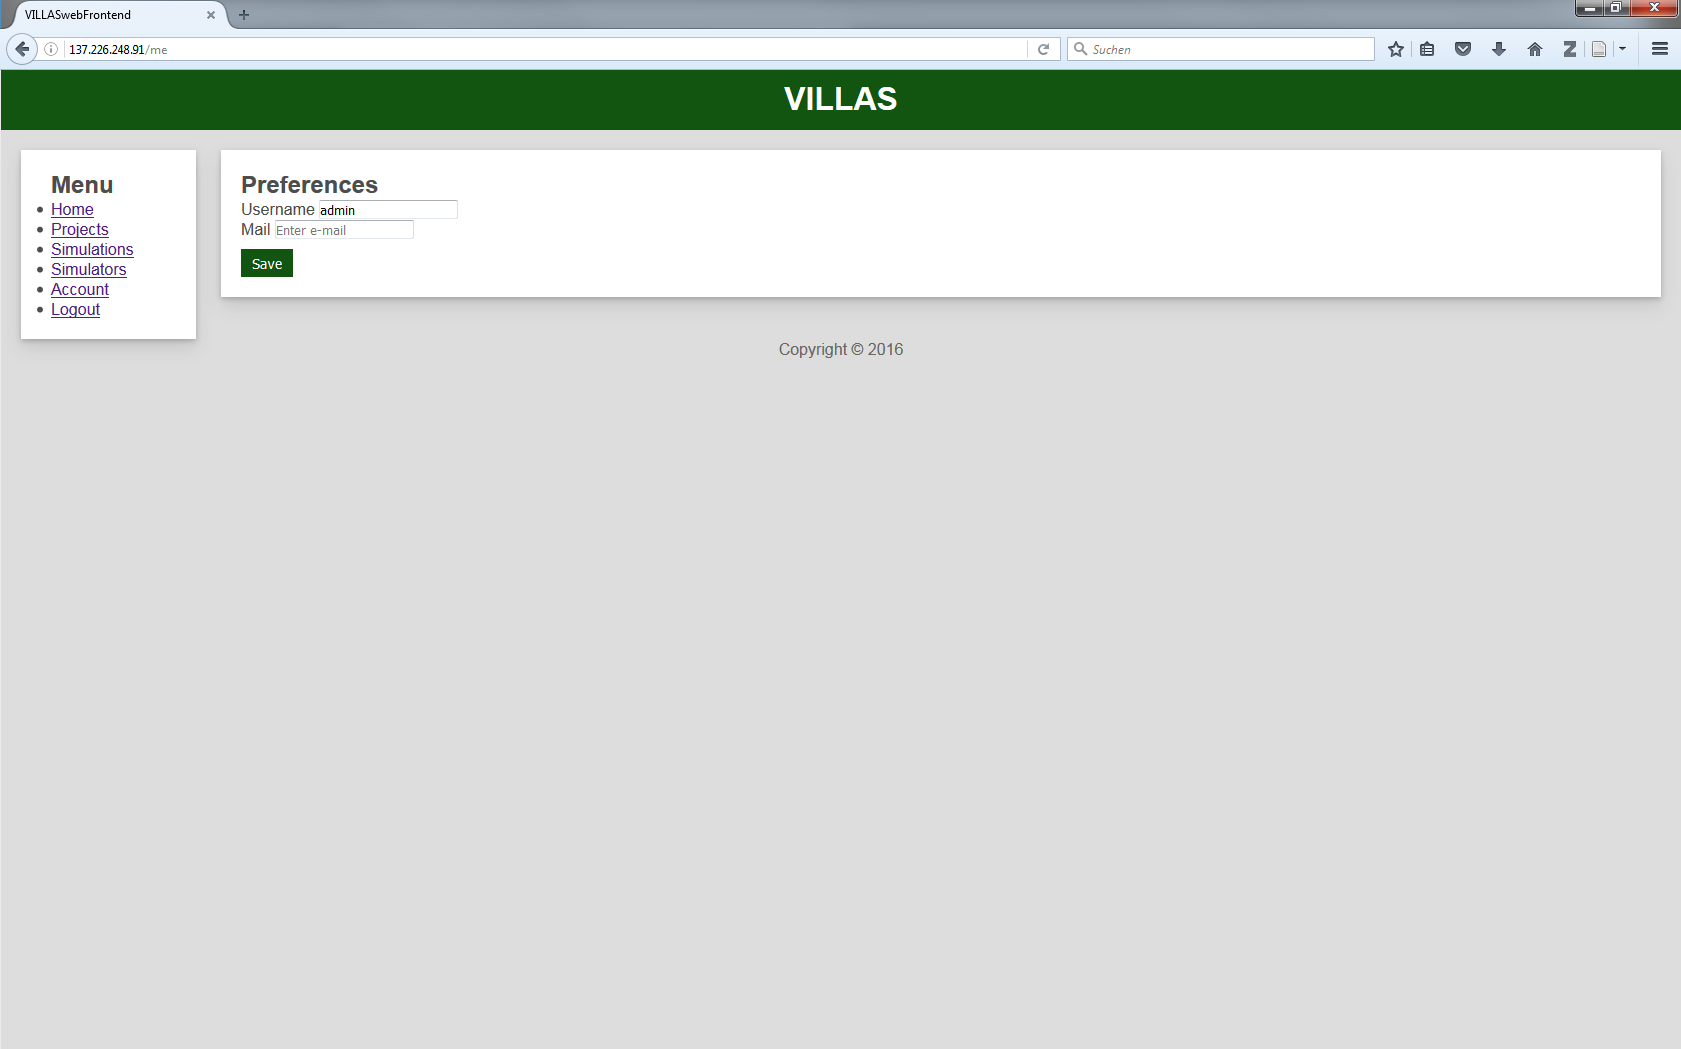 VILLASwebFrontend
137.226.248.91/me
Suchen
VILLAS
Menu
Home
Projects
Simulations
Simulators
Account
Logout
Preferences
Username admin
Mail Enter e-mail
Save
Copyright © 2016